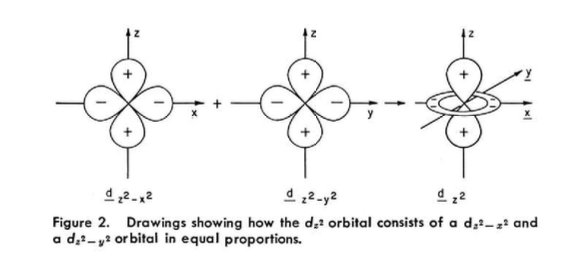 z z z
+ + +
y
- - + - - - -
x y x
+ + +
d z²-x² d z²-y² d z²
Figure 2. Drawings showing how the dz² orbital consists of a dz²-x² and
a dz²-y² orbital in equal proportions.